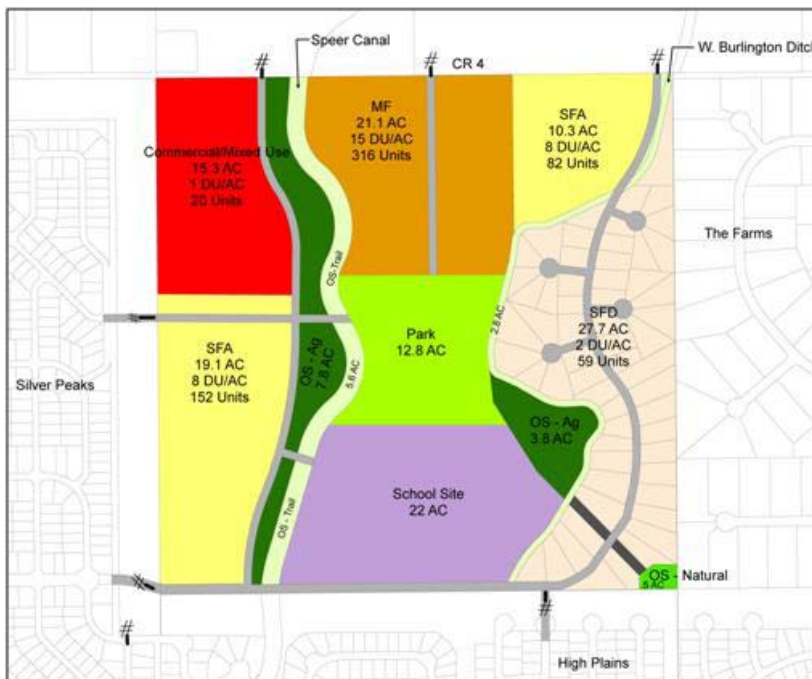 Speer Canal
W. Burlington Ditch
#
#
CR 4
#
MF
21.1 AC
15 DU/AC
316 Units
SFA
10.3 AC
8 DU/AC
82 Units
Commercial/Mixed Use
15.3 AC
1 DU/AC
20 Units
The Farms
OS-Trail
2.8 AC
SFD
27.7 AC
2 DU/AC
59 Units
#
Park
12.8 AC
SFA
19.1 AC
8 DU/AC
152 Units
OS - Ag
7.8 AC
5.6 AC
Silver Peaks
OS - Ag
3.8 AC
School Site
22 AC
OS - Trail
OS - Natural
.5 AC
#
#
#
High Plains